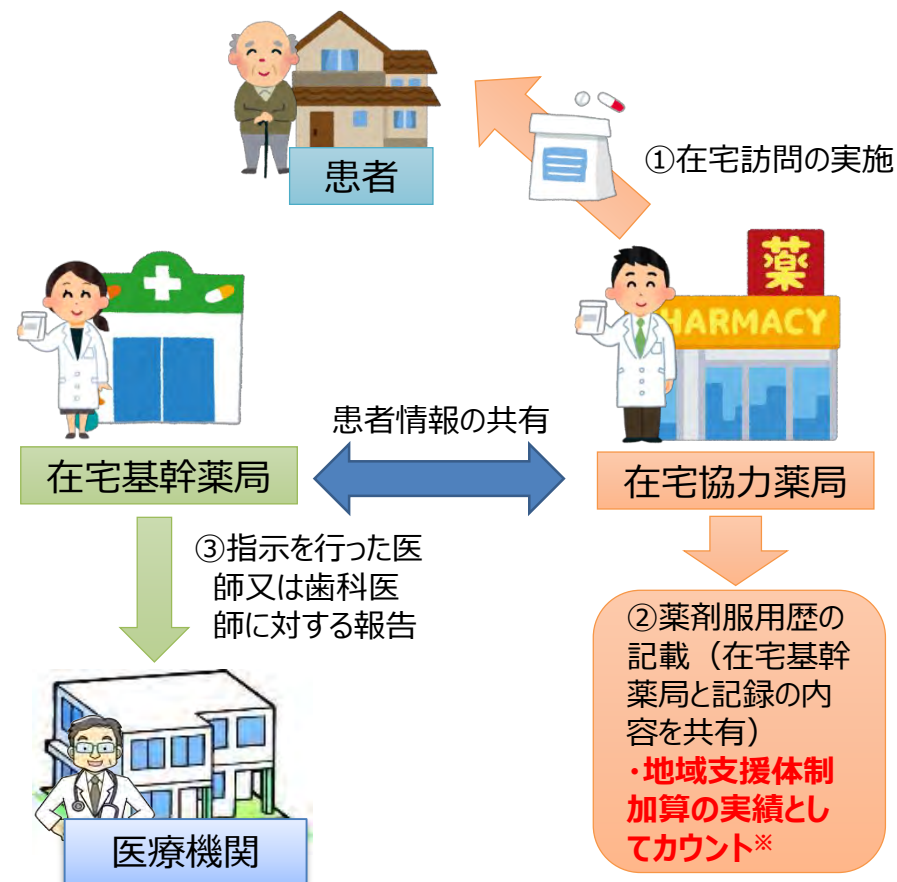 患者
①在宅訪問の実施
薬
HARMACY
患者情報の共有
在宅基幹薬局
在宅協力薬局
③指示を行った医
師又は歯科医
師に対する報告
②薬剤服用歴の
記載（在宅基幹
薬局と記録の内
容を共有）
・地域支援体制
加算の実績とし
てカウント※
医療機関